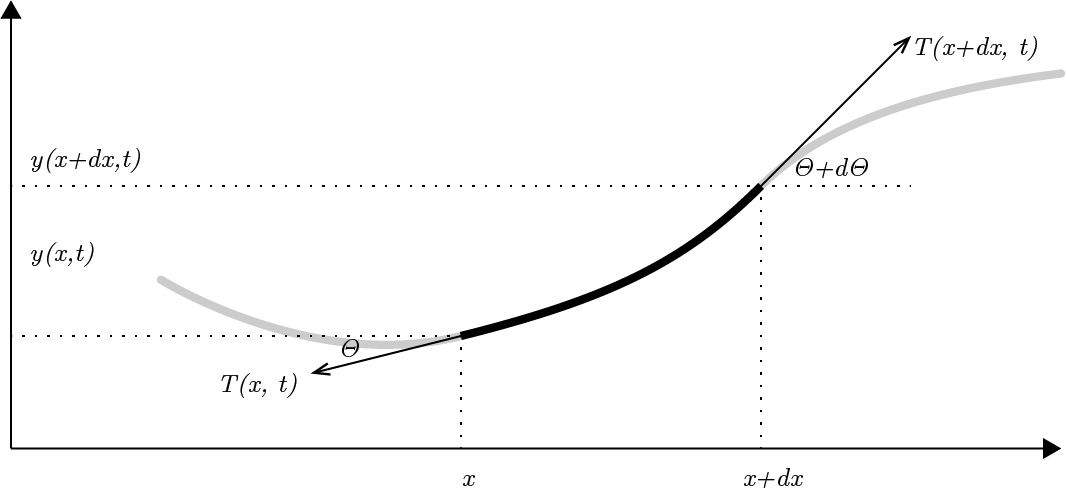 T(x+dx, t)
y(x+dx,t)
Θ+dΘ
y(x,t)
Θ
T(x, t)
x
x+dx